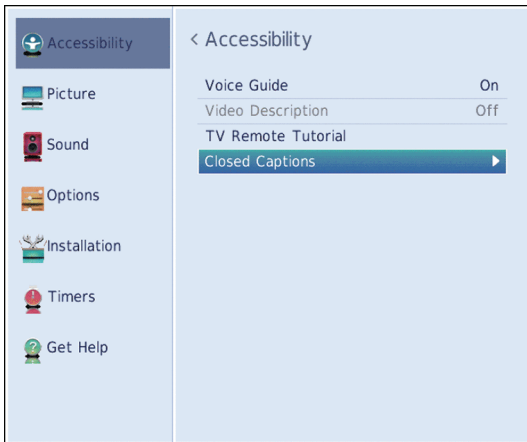 Accessibility
Picture
Sound
Options
Installation
Timers
Get Help
< Accessibility
Voice Guide On
Video Description Off
TV Remote Tutorial
Closed Captions